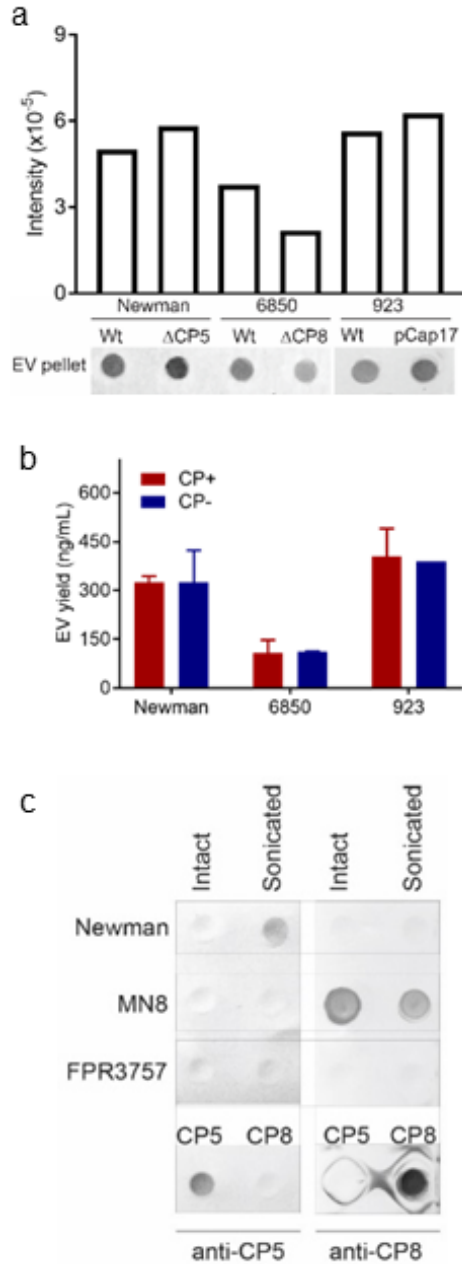 a
Intensity (x10-5)
9
6
3
0
Newman 6850 923
Wt ΔCP5 Wt ΔCP8 Wt pCap17
EV pellet
b
CP+
CP-
EV yield (ng/mL)
600
450
300
150
0
Newman 6850 923
c
Intact Sonicated Intact Sonicated
Newman
MN8
FPR3757
CP5 CP8 CP5 CP8
anti-CP5 anti-CP8